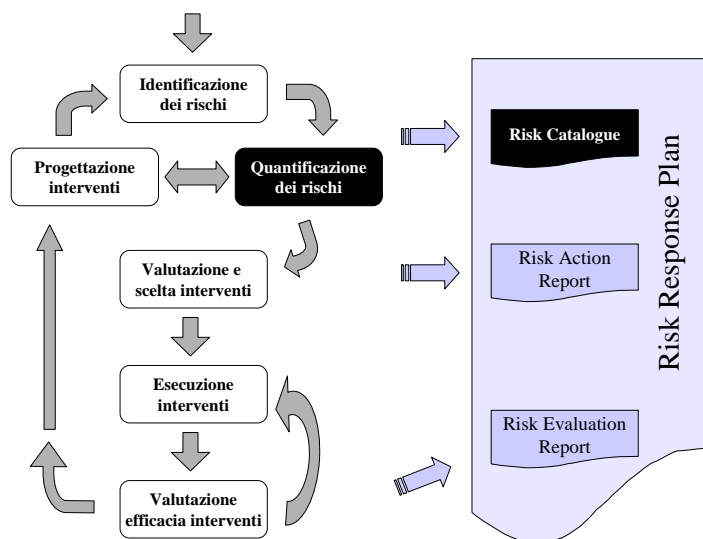 Identificazione
dei rischi
Progettazione
interventi
Quantificazione
dei rischi
Valutazione e
scelta interventi
Esecuzione
interventi
Valutazione
efficacia interventi
Risk Catalogue
Risk Action
Report
Risk Evaluation
Report
Risk Response Plan